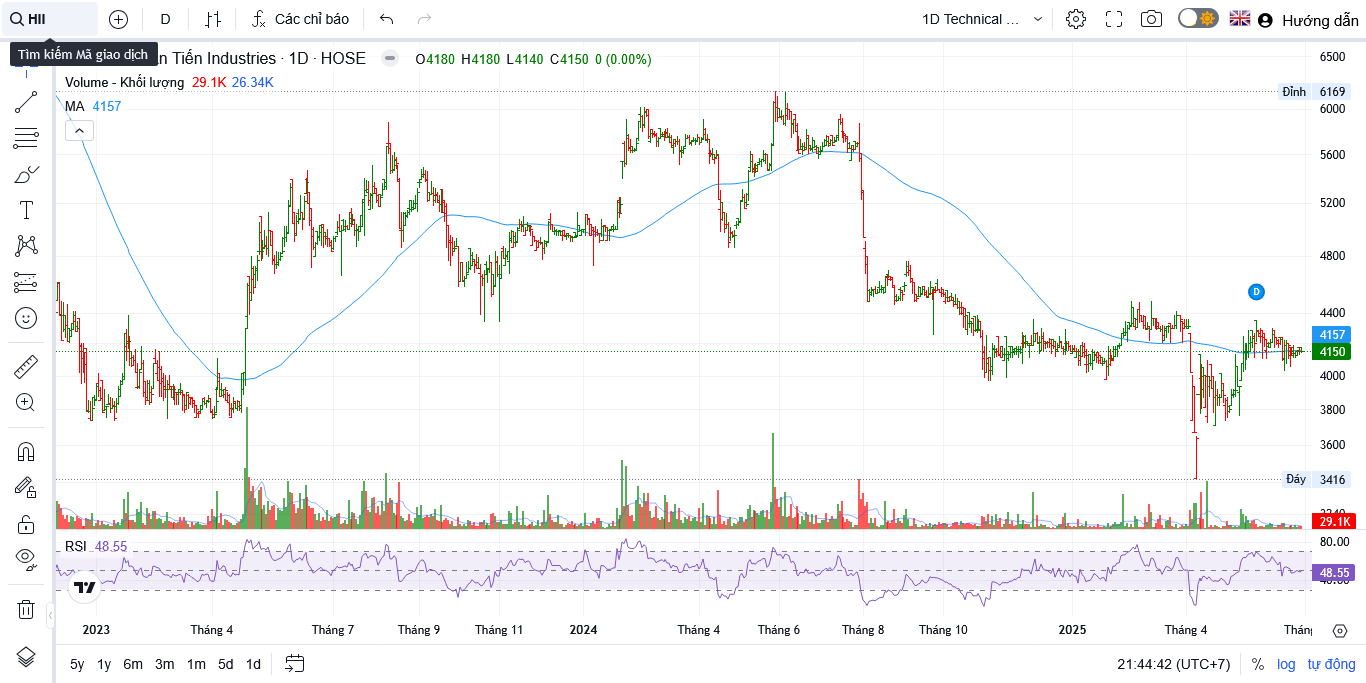 HII
D
Các chỉ báo
1D Technical ...
Hướng dẫn
Tìm kiếm Mã giao dịch
n Tiến Industries · 1D · HOSE
O4180 H4180 L4140 C4150 0 (0.00%)
Volume - Khối lượng 29.1K 26.34K
MA 4157
6500
Đỉnh 6169
6000
5600
5200
4800
D
4400
4157
4150
4000
3800
3600
Đáy 3416
29.1K
RSI 48.55
80.00
48.55
2023 Tháng 4 Tháng 7 Tháng 9 Tháng 11 2024 Tháng 4 Tháng 6 Tháng 8 Tháng 10 2025 Tháng 4 Thán
5y 1y 6m 3m 1m 5d 1d
21:44:42 (UTC+7) % log tự động